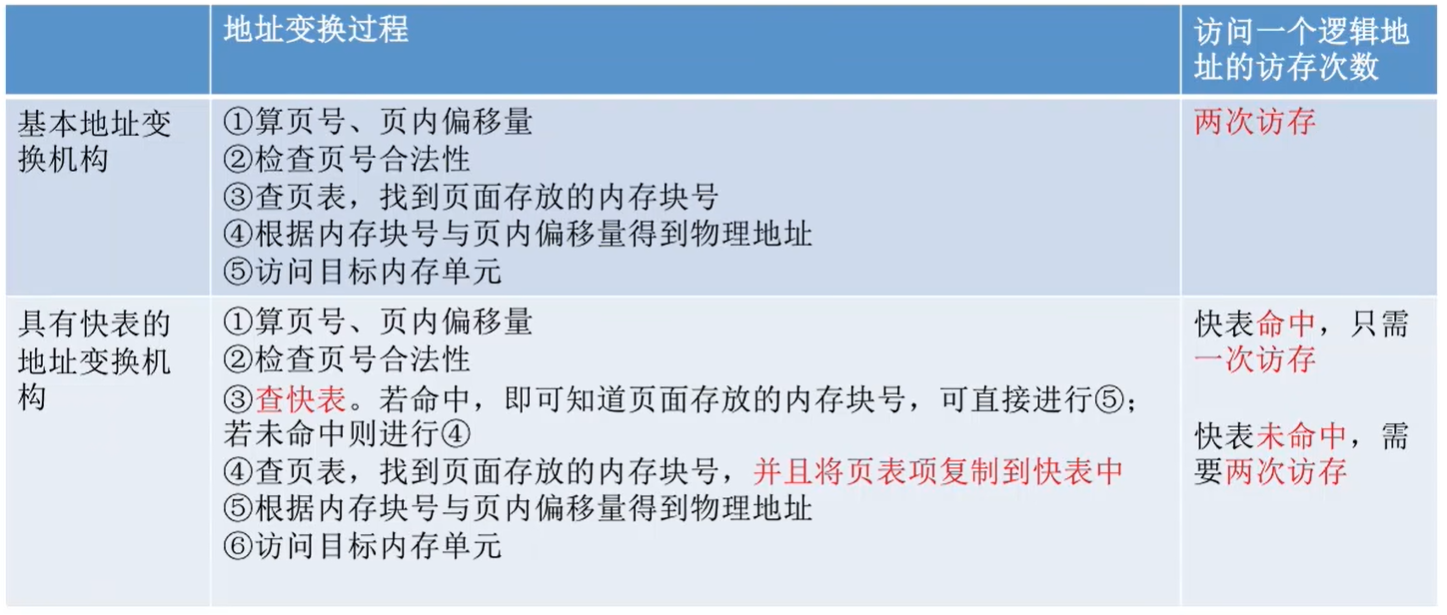 地址变换过程
访问一个逻辑地
址的访存次数
基本地址变
换机构
①算页号、页内偏移量
②检查页号合法性
③查页表，找到页面存放的内存块号
④根据内存块号与页内偏移量得到物理地址
⑤访问目标内存单元
两次访存
具有快表的
地址变换机
构
①算页号、页内偏移量
②检查页号合法性
③查快表。若命中，即可知道页面存放的内存块号，可直接进行⑤；
若未命中则进行④
④查页表，找到页面存放的内存块号，并且将页表项复制到快表中
⑤根据内存块号与页内偏移量得到物理地址
⑥访问目标内存单元
快表命中，只需
一次访存
快表未命中，需
要两次访存